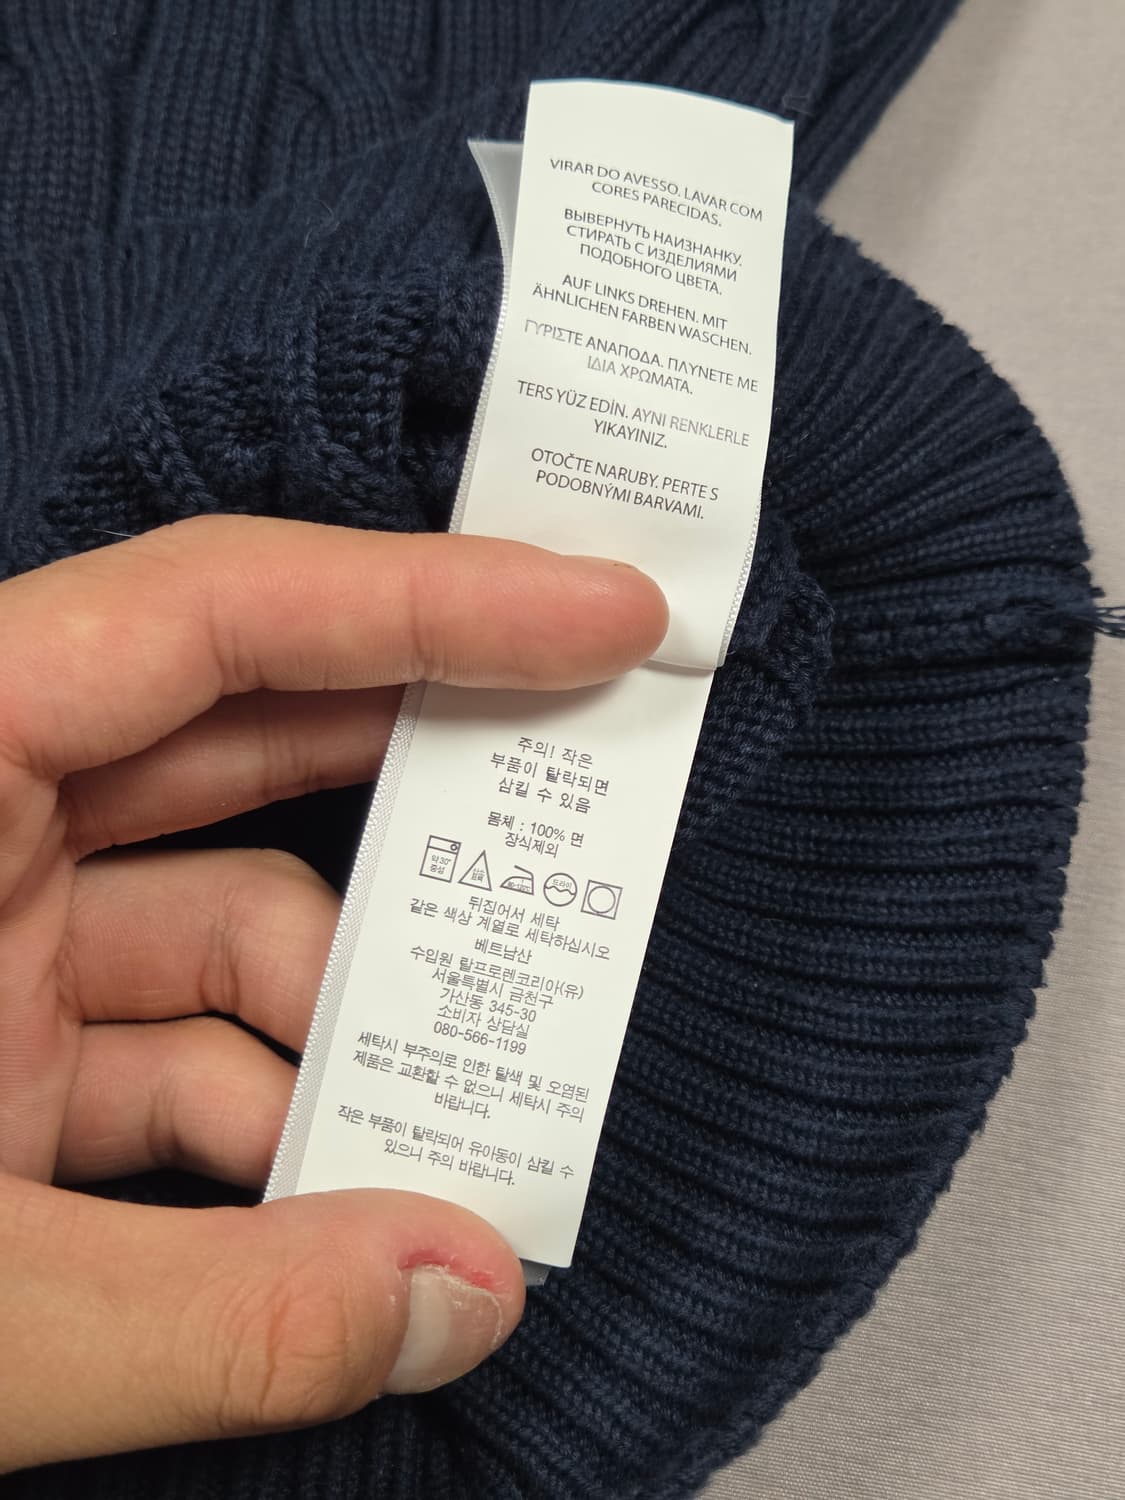 VIRAR DO AVESSO. LAVAR COM
CORES PARECIDAS.
ВЫВЕРНУТЬ НАИЗНАНКУ.
СТИРАТЬ С ИЗДЕЛИЯМИ
ПОДОБНОГО ЦВЕТА.
AUF LINKS DREHEN. MIT
ÄHNLICHEN FARBEN WASCHEN.
ΓΥΡΙΣΤΕ ΑΝΑΠΟΔΑ. ΠΛΥΝΕΤΕ ΜΕ
ΙΔΙΑ ΧΡΩΜΑΤΑ.
TERS YÜZ EDİN. AYNI RENKLERLE
YIKAYINIZ.
OTOČTE NARUBY. PERTE S
PODOBNÝMI BARVAMI.
주의! 작은
부품이 탈락되면
삼킬 수 있음
몸체 : 100% 면
장식제외
약 30°
중성
드라이
뒤집어서 세탁
같은 색상 계열로 세탁하십시오
베트남산
수입원 랄프로렌코리아(유)
서울특별시 금천구
가산동 345-30
소비자 상담실
080-566-1199
세탁시 부주의로 인한 탈색 및 오염된
제품은 교환할 수 없으니 세탁시 주의
바랍니다.
작은 부품이 탈락되어 유아동이 삼킬 수
있으니 주의 바랍니다.